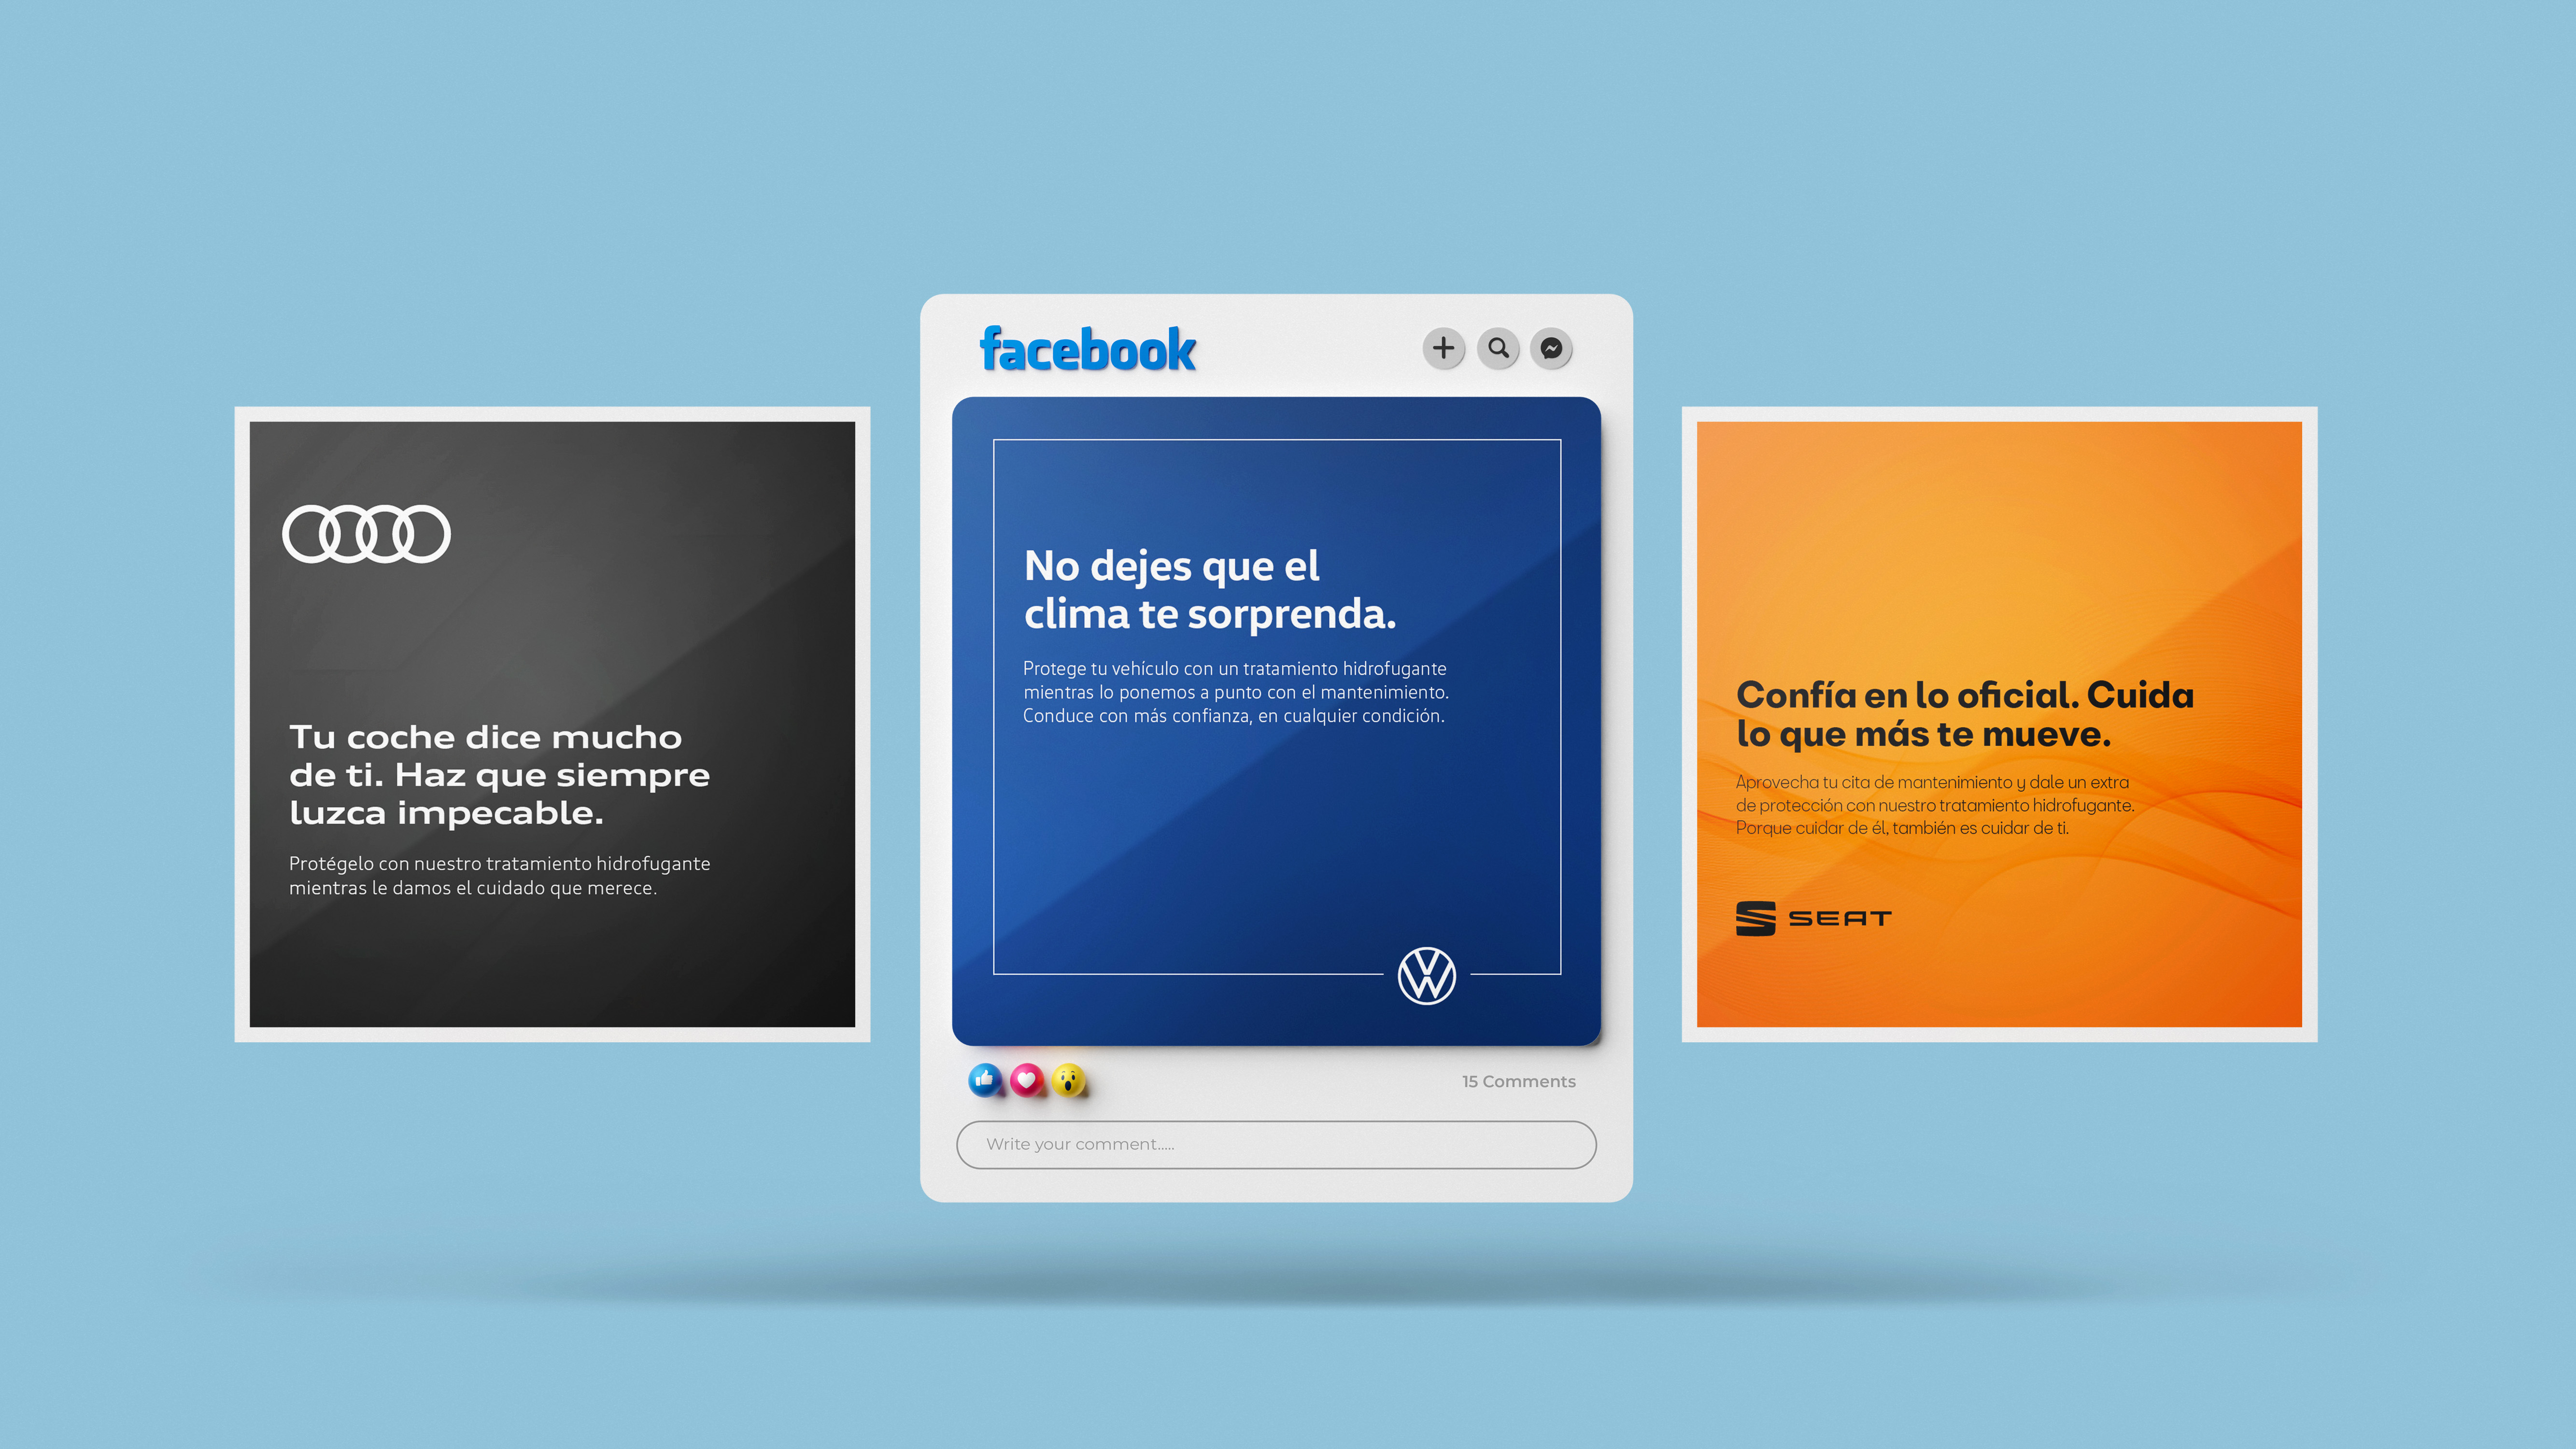 Tu coche dice mucho
de ti. Haz que siempre
luzca impecable.
Protégelo con nuestro tratamiento hidrofugante
mientras le damos el cuidado que merece.
facebook
No dejes que el
clima te sorprenda.
Protege tu vehículo con un tratamiento hidrofugante
mientras lo ponemos a punto con el mantenimiento.
Conduce con más confianza, en cualquier condición.
15 Comments
Write your comment.....
Confía en lo oficial. Cuida
lo que más te mueve.
Aprovecha tu cita de mantenimiento y dale un extra
de protección con nuestro tratamiento hidrofugante.
Porque cuidar de él, también es cuidar de ti.
SEAT